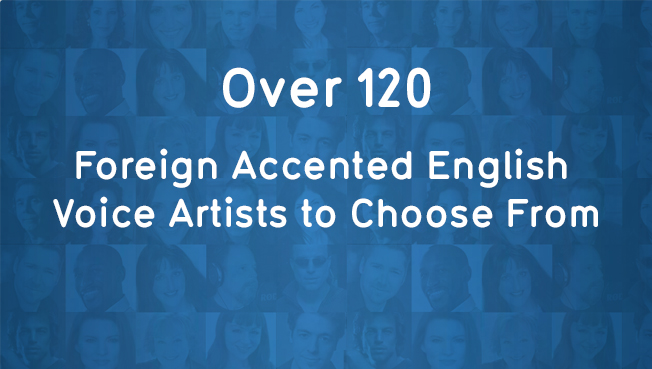 Over 120
Foreign Accented English
Voice Artists to Choose From